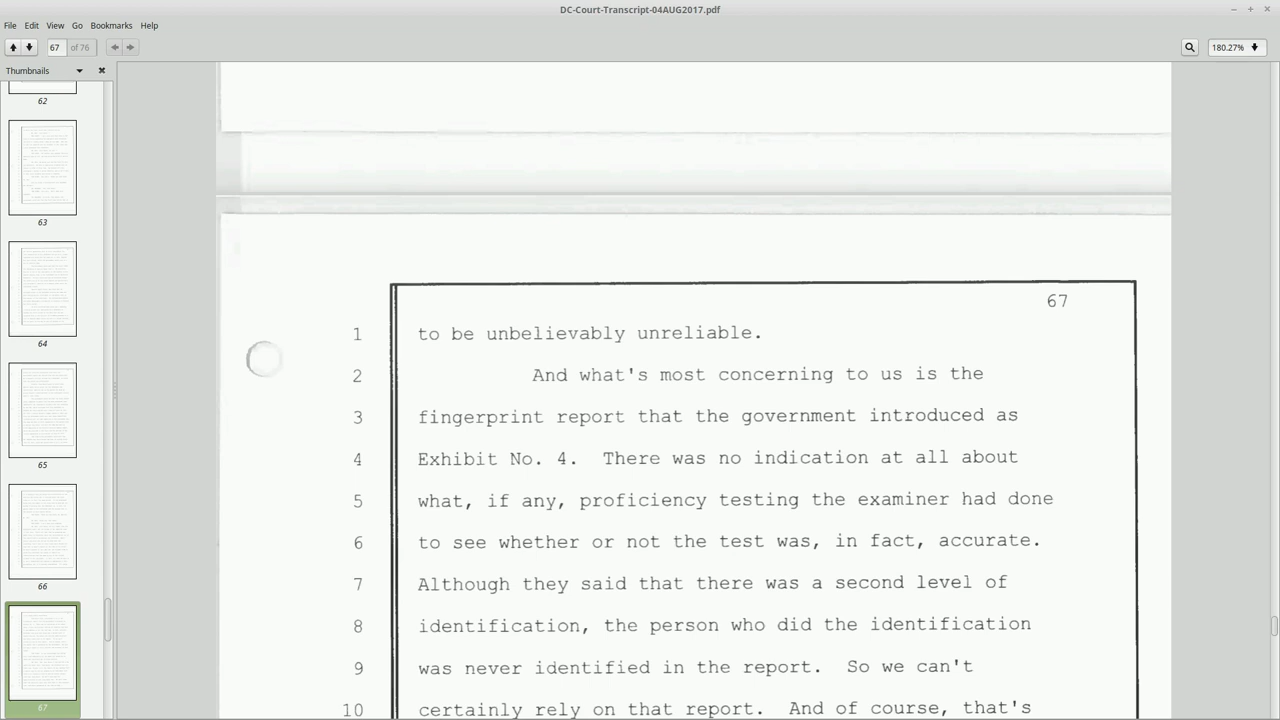 DC-Court-Transcript-04AUG2017.pdf
File Edit View Go Bookmarks Help
67 of 76 180.27%
Thumbnails
62
63
64
65
66
67
67
1 to be unbelievably unreliable.
2 And what's most concerning to us is the
3 fingerprint report that the government introduced as
4 Exhibit No. 4. There was no indication at all about
5 what, if any, proficiency testing the examiner had done
6 to see whether or not the test was, in fact, accurate.
7 Although they said that there was a second level of
8 identification, the person who did the identification
9 was never identified in the report. So we can't
10 certainly rely on that report. And of course, that's